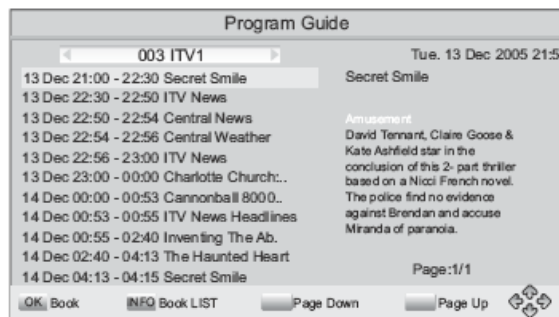 Program Guide
003 ITV1
Tue. 13 Dec 2005 21:5
13 Dec 21:00 - 22:30 Secret Smile
13 Dec 22:30 - 22:50 ITV News
13 Dec 22:50 - 22:54 Central News
13 Dec 22:54 - 22:56 Central Weather
13 Dec 22:56 - 23:00 ITV News
13 Dec 23:00 - 00:00 Charlotte Church:..
14 Dec 00:00 - 00:53 Cannonball 8000..
14 Dec 00:53 - 00:55 ITV News Headlines
14 Dec 00:55 - 02:40 Inventing The Ab.
14 Dec 02:40 - 04:13 The Haunted Heart
14 Dec 04:13 - 04:15 Secret Smile
Secret Smile
Amusement
David Tennant, Claire Goose &
Kate Ashfield star in the
conclusion of this 2- part thriller
based on a Nicci French novel.
The police find no evidence
against Brendan and accuse
Miranda of paranoia.
Page:1/1
OK Book
INFO Book LIST
Page Down
Page Up